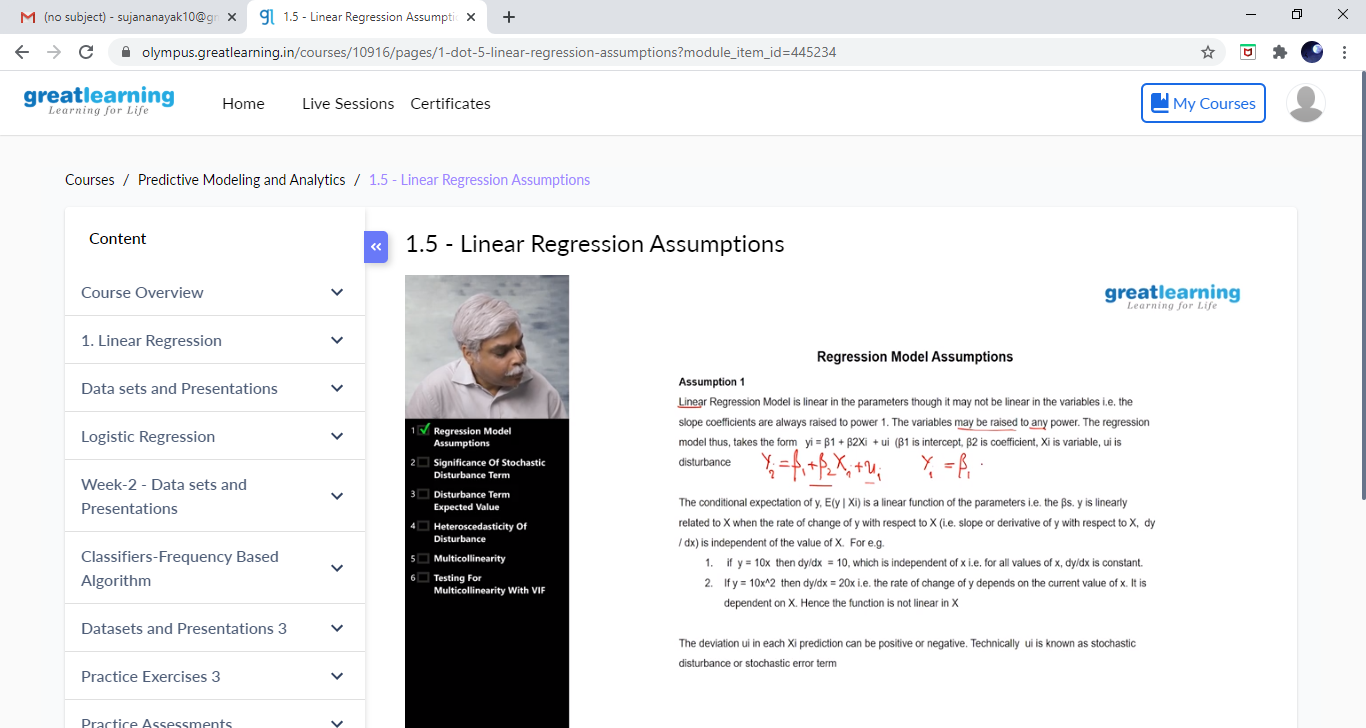 (no subject) - sujananayak10@gm
1.5 - Linear Regression Assumptio
olympus.greatlearning.in/courses/10916/pages/1-dot-5-linear-regression-assumptions?module_item_id=445234
greatlearning
Learning for Life
Home
Live Sessions
Certificates
My Courses
Courses / Predictive Modeling and Analytics / 1.5 - Linear Regression Assumptions
Content
Course Overview
1. Linear Regression
Data sets and Presentations
Logistic Regression
Week-2 - Data sets and
Presentations
Classifiers-Frequency Based
Algorithm
Datasets and Presentations 3
Practice Exercises 3
Practice Assessments
«
1.5 - Linear Regression Assumptions
1 Regression Model
Assumptions
2 Significance Of Stochastic
Disturbance Term
3 Disturbance Term
Expected Value
4 Heteroscedasticity Of
Disturbance
5 Multicollinearity
6 Testing For
Multicollinearity With VIF
greatlearning
Learning for Life
Regression Model Assumptions
Assumption 1
Linear Regression Model is linear in the parameters though it may not be linear in the variables i.e. the
slope coefficients are always raised to power 1. The variables may be raised to any power. The regression
model thus, takes the form yi = β1 + β2Xi + ui (β1 is intercept, β2 is coefficient, Xi is variable, ui is
disturbance
Yi = β1 + β2 Xi + ui Yi = β1
The conditional expectation of y, E(y | Xi) is a linear function of the parameters i.e. the βs. y is linearly
related to X when the rate of change of y with respect to X (i.e. slope or derivative of y with respect to X, dy
/ dx) is independent of the value of X. For e.g.
1. if y = 10x then dy/dx = 10, which is independent of x i.e. for all values of x, dy/dx is constant.
2. If y = 10x^2 then dy/dx = 20x i.e. the rate of change of y depends on the current value of x. It is
dependent on X. Hence the function is not linear in X
The deviation ui in each Xi prediction can be positive or negative. Technically ui is known as stochastic
disturbance or stochastic error term